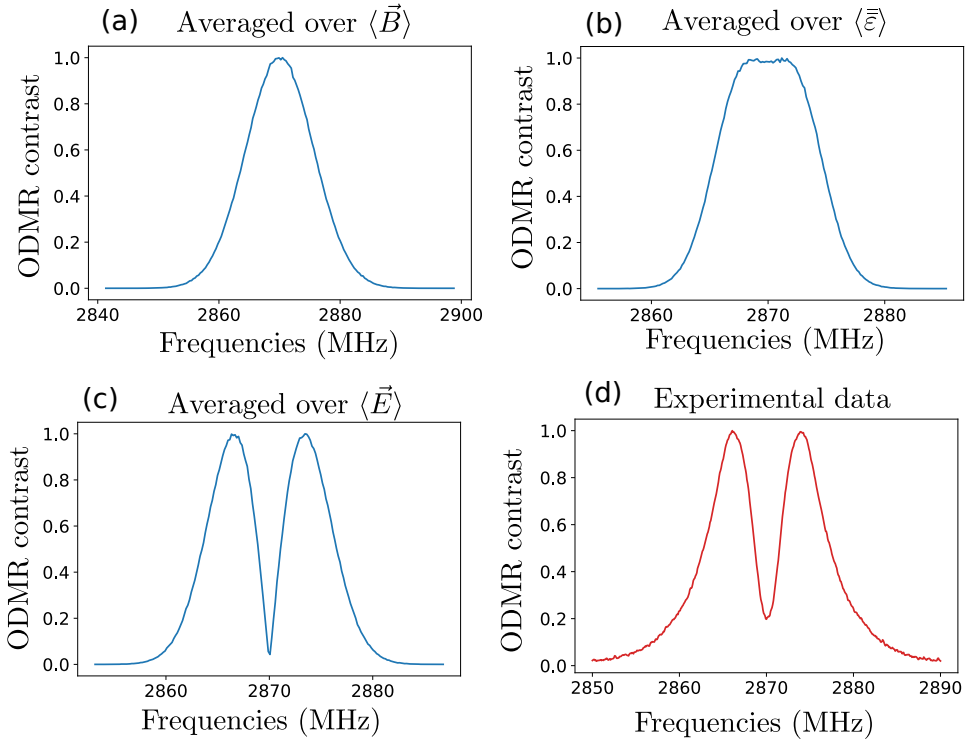 (a) Averaged over ⟨B⃗⟩
ODMR contrast
1.0
0.8
0.6
0.4
0.2
0.0
2840 2860 2880 2900
Frequencies (MHz)
(b) Averaged over ⟨ε̿⟩
ODMR contrast
1.0
0.8
0.6
0.4
0.2
0.0
2860 2870 2880
Frequencies (MHz)
(c) Averaged over ⟨E⃗⟩
ODMR contrast
1.0
0.8
0.6
0.4
0.2
0.0
2860 2870 2880
Frequencies (MHz)
(d) Experimental data
ODMR contrast
1.0
0.8
0.6
0.4
0.2
0.0
2850 2860 2870 2880 2890
Frequencies (MHz)